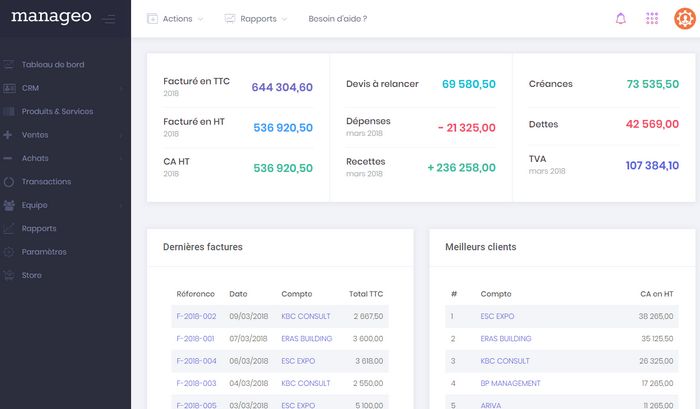 manageo
Actions
Rapports
Besoin d'aide ?
Tableau de bord
CRM
Produits & Services
Ventes
Achats
Transactions
Equipe
Rapports
Paramètres
Store
Facturé en TTC
2018
644 304,60
Devis à relancer
69 580,50
Créances
73 535,50
Facturé en HT
2018
536 920,50
Dépenses
mars 2018
- 21 325,00
Dettes
42 569,00
CA HT
2018
536 920,50
Recettes
mars 2018
+ 236 258,00
TVA
mars 2018
107 384,10
Dernières factures
Réference Date Compte Total TTC
F-2018-002 09/03/2018 KBC CONSULT 2 667,50
F-2018-001 07/03/2018 ERAS BUILDING 3 600,00
F-2018-004 06/03/2018 ESC EXPO 3 618,00
F-2018-003 04/03/2018 KBC CONSULT 2 550,00
F-2018-005 03/03/2018 ESC EXPO 5 100,00
Meilleurs clients
# Compte CA en HT
1 ESC EXPO 38 265,00
2 ERAS BUILDING 35 125,50
3 KBC CONSULT 26 325,00
4 BP MANAGEMENT 17 265,00
5 ARIVA 11 265,00